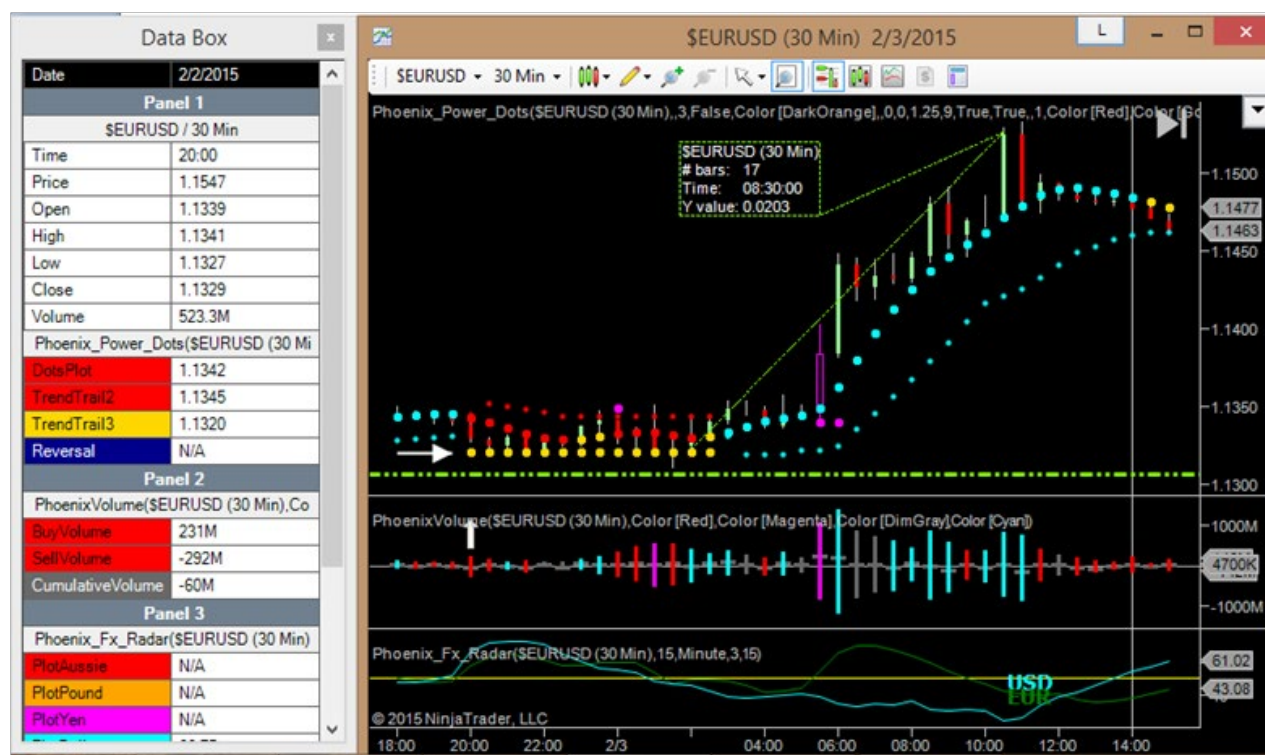 Data Box
x
Date 2/2/2015
Panel 1
$EURUSD / 30 Min
Time 20:00
Price 1.1547
Open 1.1339
High 1.1341
Low 1.1327
Close 1.1329
Volume 523.3M
Phoenix_Power_Dots($EURUSD (30 Mi
DotsPlot 1.1342
TrendTrail2 1.1345
TrendTrail3 1.1320
Reversal N/A
Panel 2
PhoenixVolume($EURUSD (30 Min),Co
BuyVolume 231M
SellVolume -292M
CumulativeVolume -60M
Panel 3
Phoenix_Fx_Radar($EURUSD (30 Min)
PlotAussie N/A
PlotPound N/A
PlotYen N/A
$EURUSD (30 Min) 2/3/2015
L
$EURUSD 30 Min
Phoenix_Power_Dots($EURUSD (30 Min),,3,False,Color [DarkOrange],,0,0,1.25,9,True,True,,1,Color [Red],Color [Go
$EURUSD (30 Min)
# bars: 17
Time: 08:30:00
Y value: 0.0203
1.1500
1.1477
1.1463
1.1450
1.1400
1.1350
1.1300
PhoenixVolume($EURUSD (30 Min),Color [Red],Color [Magenta],Color [DimGray],Color [Cyan])
1000M
4700K
-1000M
Phoenix_Fx_Radar($EURUSD (30 Min),15,Minute,3,15)
61.02
USD
EUR
43.08
© 2015 NinjaTrader, LLC
18:00 20:00 22:00 2/3 04:00 06:00 08:00 10:00 12:00 14:00